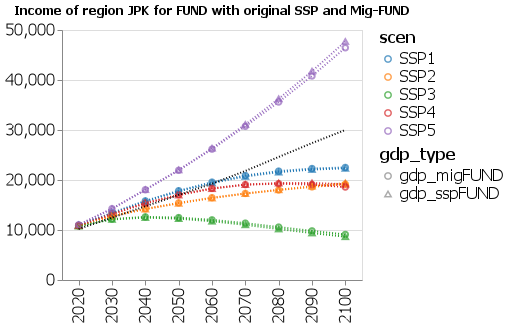 Income of region JPK for FUND with original SSP and Mig-FUND
50,000
40,000
30,000
20,000
10,000
0
2020
2030
2040
2050
2060
2070
2080
2090
2100
scen
SSP1
SSP2
SSP3
SSP4
SSP5
gdp_type
gdp_migFUND
gdp_sspFUND